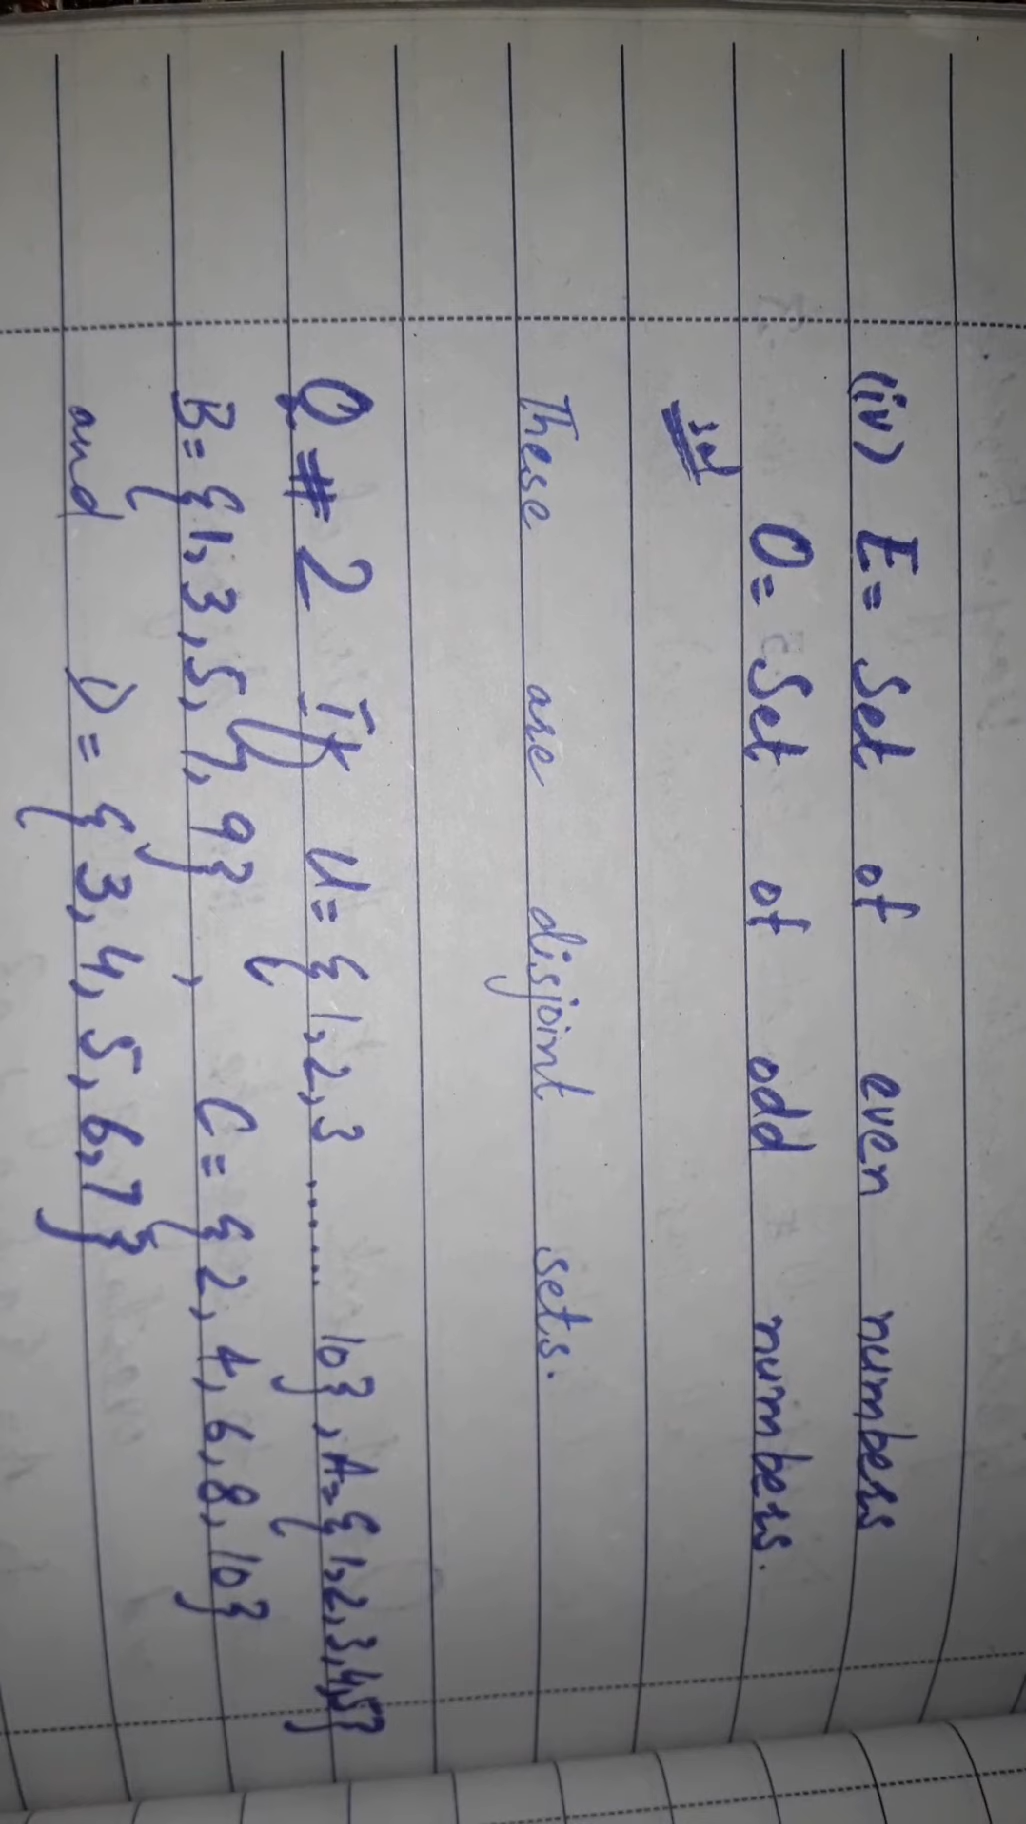 (iv) E = Set of even numbers
O = Set of odd numbers.
Sol
These are disjoint sets.
Q # 2 If U = { 1, 2, 3 ...... 10 } , A = { 1, 2, 3, 4, 5 }
B = { 1, 3, 5, 7, 9 } , C = { 2, 4, 6, 8, 10 }
and D = { 3, 4, 5, 6, 7 }